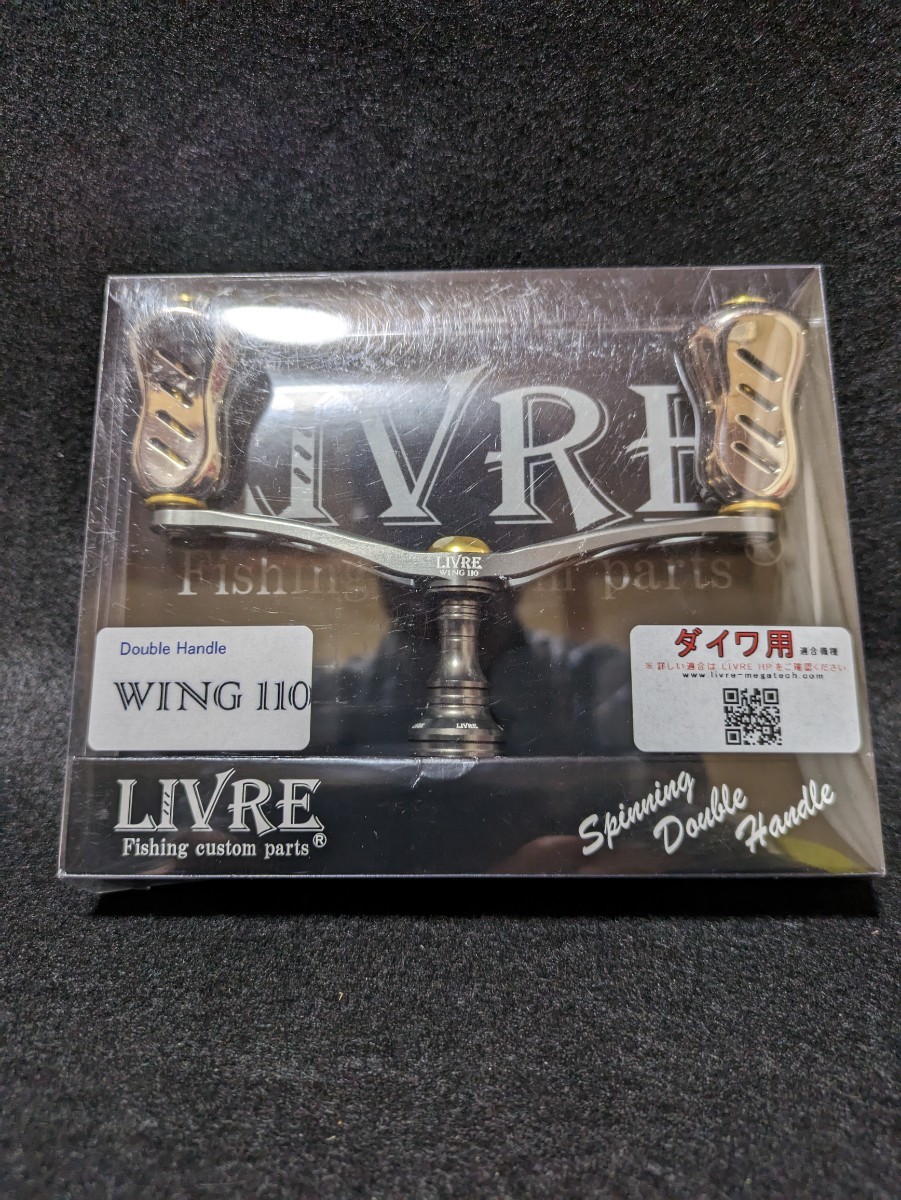 LIVRE
Fishing custom parts®
LIVRE
WING 110
LIVRE
Double Handle
WING 110
ダイワ用 適合機種
※詳しい適合は LIVRE HPをご確認ください
www.livre-megatech.com
LIVRE
Fishing custom parts®
Spinning
Double
Handle